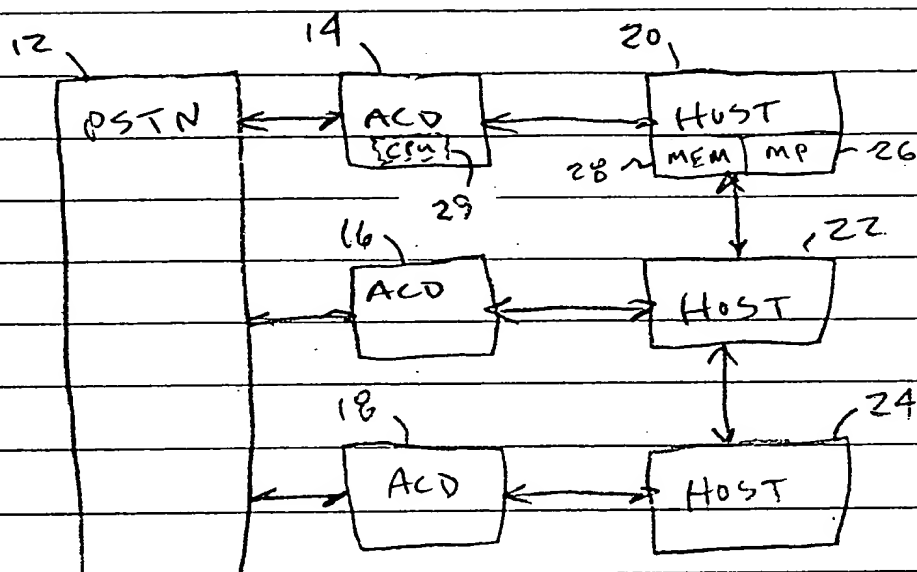 12 14 20
PSTN ACD HOST
CPU 28 MEM MP 26
29
16 22
ACD
HOST
18 24
ACD HOST